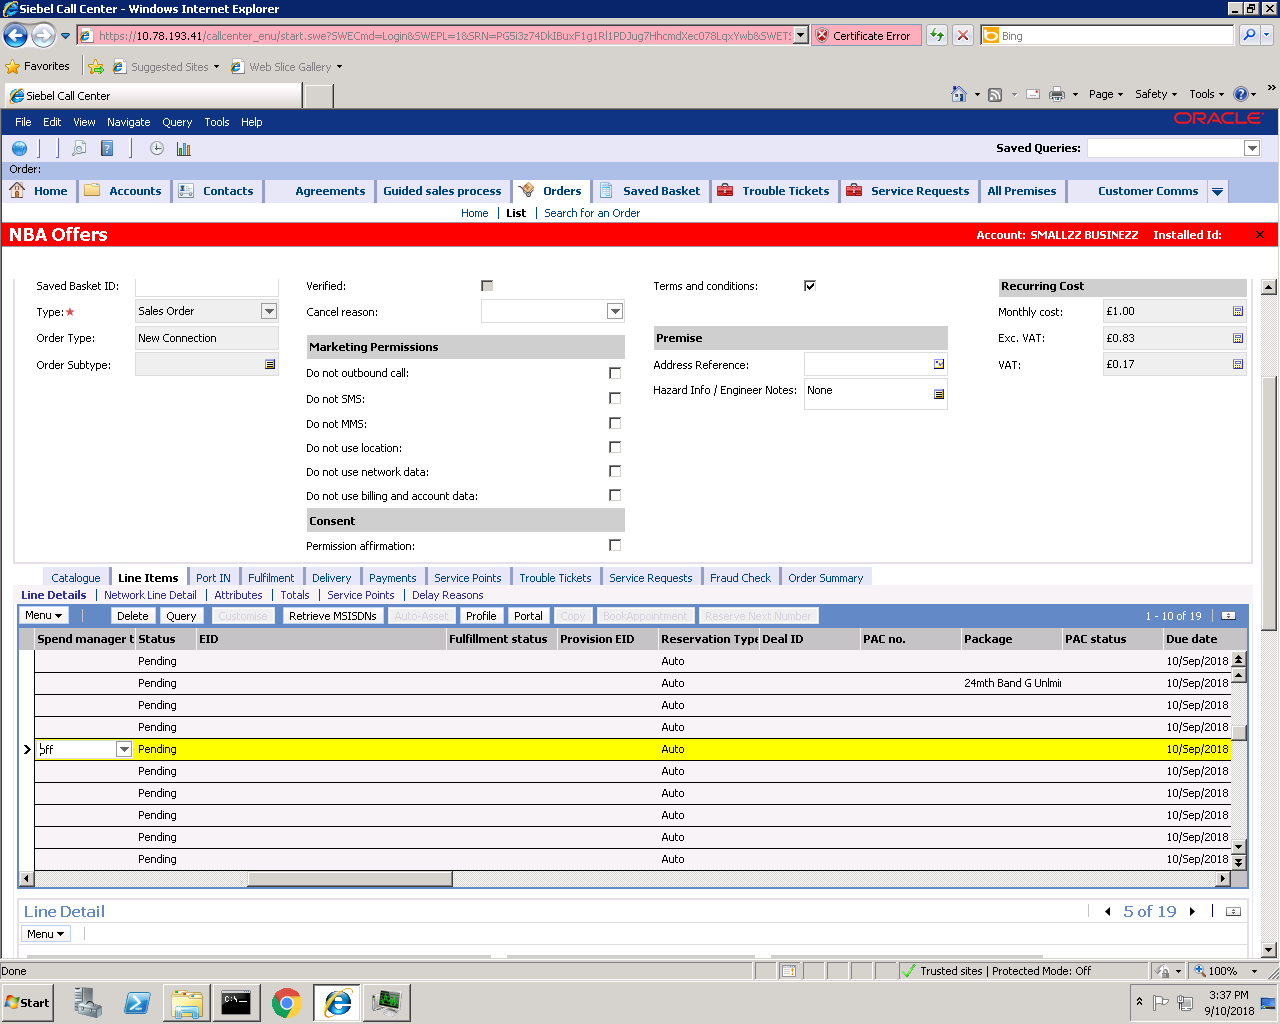 Siebel Call Center - Windows Internet Explorer
https://10.78.193.41/callcenter_enu/start.swe?SWECmd=Login&SWEPL=1&SRN=PG5i3z74DkIBuxF1g1Rl1PDJug7HhcmdXec078LqxYwb&SWETS
Certificate Error
Bing
Favorites
Suggested Sites
Web Slice Gallery
Siebel Call Center
Page
Safety
Tools
File Edit View Navigate Query Tools Help
ORACLE
Saved Queries:
Order:
Home Accounts Contacts Agreements Guided sales process Orders Saved Basket Trouble Tickets Service Requests All Premises Customer Comms
Home List Search for an Order
NBA Offers
Account: SMALLZZ BUSINEZZ Installed Id:
Saved Basket ID:
Verified:
Terms and conditions:
Recurring Cost
Type:
Sales Order
Cancel reason:
Monthly cost:
£1.00
Order Type:
New Connection
Marketing Permissions
Premise
Exc. VAT:
£0.83
Order Subtype:
Do not outbound call:
Address Reference:
VAT:
£0.17
Do not SMS:
Hazard Info / Engineer Notes:
None
Do not MMS:
Do not use location:
Do not use network data:
Do not use billing and account data:
Consent
Permission affirmation:
Catalogue Line Items Port IN Fulfilment Delivery Payments Service Points Trouble Tickets Service Requests Fraud Check Order Summary
Line Details Network Line Detail Attributes Totals Service Points Delay Reasons
Menu Delete Query Customise Retrieve MSISDNs Auto-Asset Profile Portal Copy BookAppointment Reserve Next Number 1 - 10 of 19
Spend manager t Status EID Fulfillment status Provision EID Reservation Type Deal ID PAC no. Package PAC status Due date
Pending Auto 10/Sep/2018
Pending Auto 24mth Band G Unlmi 10/Sep/2018
Pending Auto 10/Sep/2018
Pending Auto 10/Sep/2018
off Pending Auto 10/Sep/2018
Pending Auto 10/Sep/2018
Pending Auto 10/Sep/2018
Pending Auto 10/Sep/2018
Pending Auto 10/Sep/2018
Pending Auto 10/Sep/2018
Line Detail
5 of 19
Menu
Done
Trusted sites | Protected Mode: Off
100%
Start
3:37 PM
9/10/2018